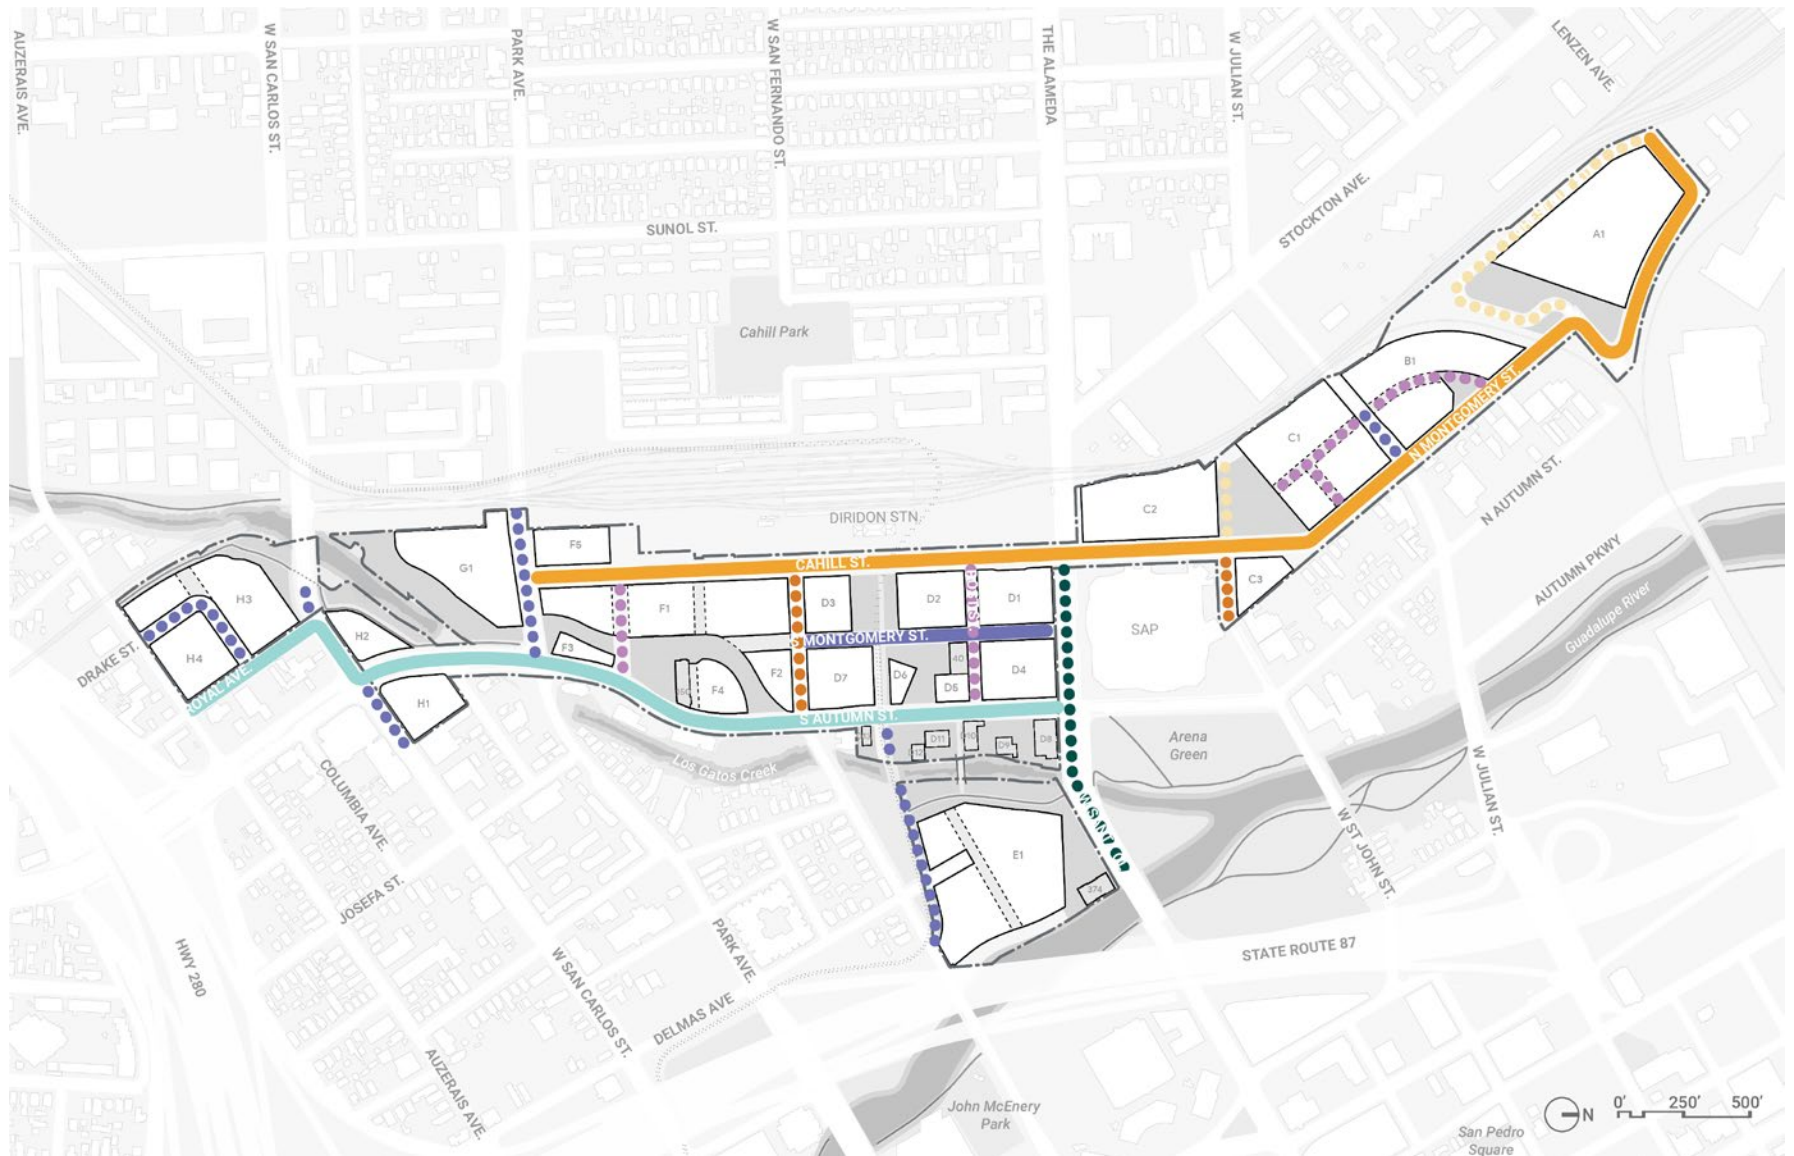 AUZERAIS AVE.
W SAN CARLOS ST.
PARK AVE.
W SAN FERNANDO ST.
THE ALAMEDA
W JULIAN ST.
LENZEN AVE.
STOCKTON AVE.
SUNOL ST.
Cahill Park
A1
B1
C1
N MONTGOMERY ST.
C2
DIRIDON STN.
N AUTUMN ST.
AUTUMN PKWY
Guadalupe River
CAHILL ST.
F5
G1
C3
H3
F1
D3
D2
D1
SAP
H2
S MONTGOMERY ST.
F3
DRAKE ST.
H4
F2
D7
D6
40
D5
D4
F4
ROYAL AVE.
H1
S AUTUMN ST.
D11
D9
D8
Arena
Green
Los Gatos Creek
COLUMBIA AVE.
W JULIAN ST.
W ST JOHN ST.
E1
374
JOSEFA ST.
HWY 280
PARK AVE.
W SAN CARLOS ST.
DELMAS AVE
STATE ROUTE 87
AUZERAIS AVE.
John McEnery
Park
N
0' 250' 500'
San Pedro
Square